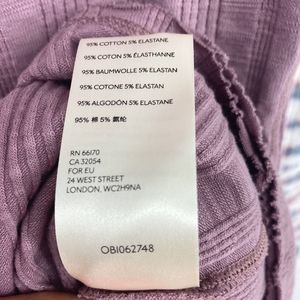 95% COTTON 5% ELASTANE
95% COTON 5% ÉLASTHANNE
95% BAUMWOLLE 5% ELASTAN
95% COTONE 5% ELASTAN
95% ALGODÓN 5% ELASTANE
95% 棉 5% 氨纶
RN 66170
CA 32054
FOR EU
24 WEST STREET
LONDON, WC2H9NA
OB1062748